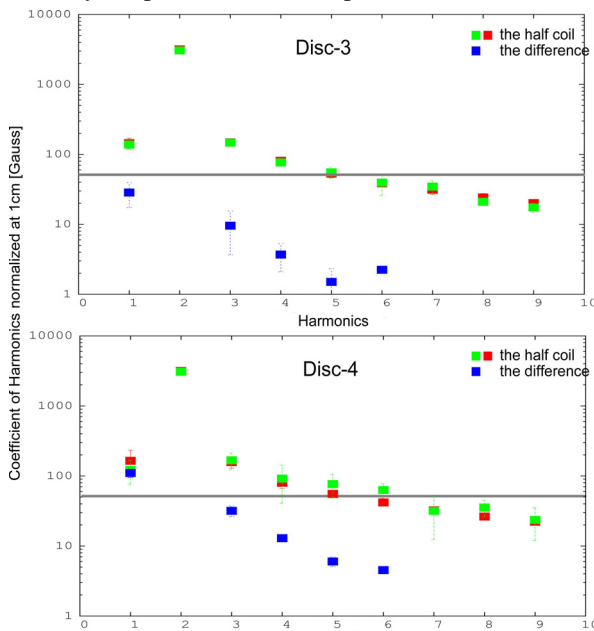 Disc-3
the half coil
the difference
10000
1000
100
10
1
0 1 2 3 4 5 6 7 8 9 10
Harmonics
Coefficient of Harmonics normalized at 1cm [Gauss]
Disc-4
the half coil
the difference
10000
1000
100
10
1
0 1 2 3 4 5 6 7 8 9 10